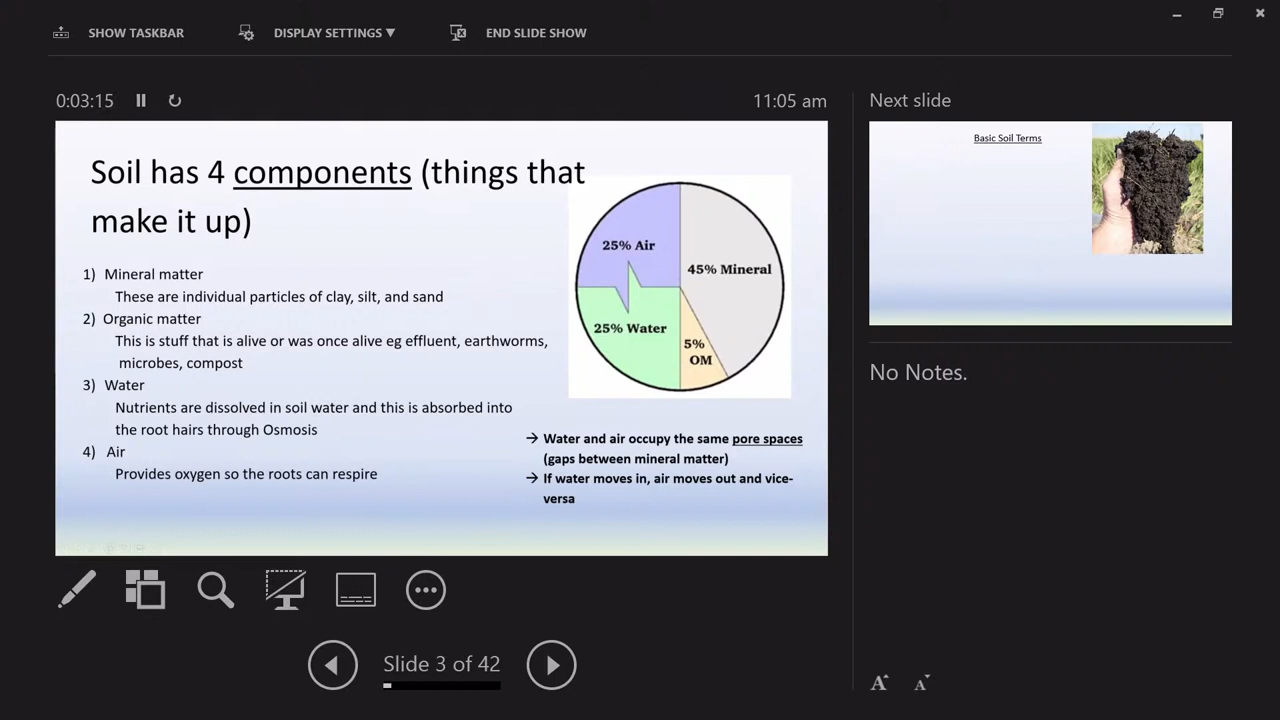 SHOW TASKBAR
DISPLAY SETTINGS ▼
END SLIDE SHOW
0:03:15
11:05 am
Next slide
Soil has 4 components (things that
make it up)
1) Mineral matter
These are individual particles of clay, silt, and sand
2) Organic matter
This is stuff that is alive or was once alive eg effluent, earthworms,
microbes, compost
3) Water
Nutrients are dissolved in soil water and this is absorbed into
the root hairs through Osmosis
4) Air
Provides oxygen so the roots can respire
25% Air
45% Mineral
25% Water
5%
OM
→ Water and air occupy the same pore spaces
(gaps between mineral matter)
→ If water moves in, air moves out and vice-
versa
Basic Soil Terms
No Notes.
Slide 3 of 42
A A